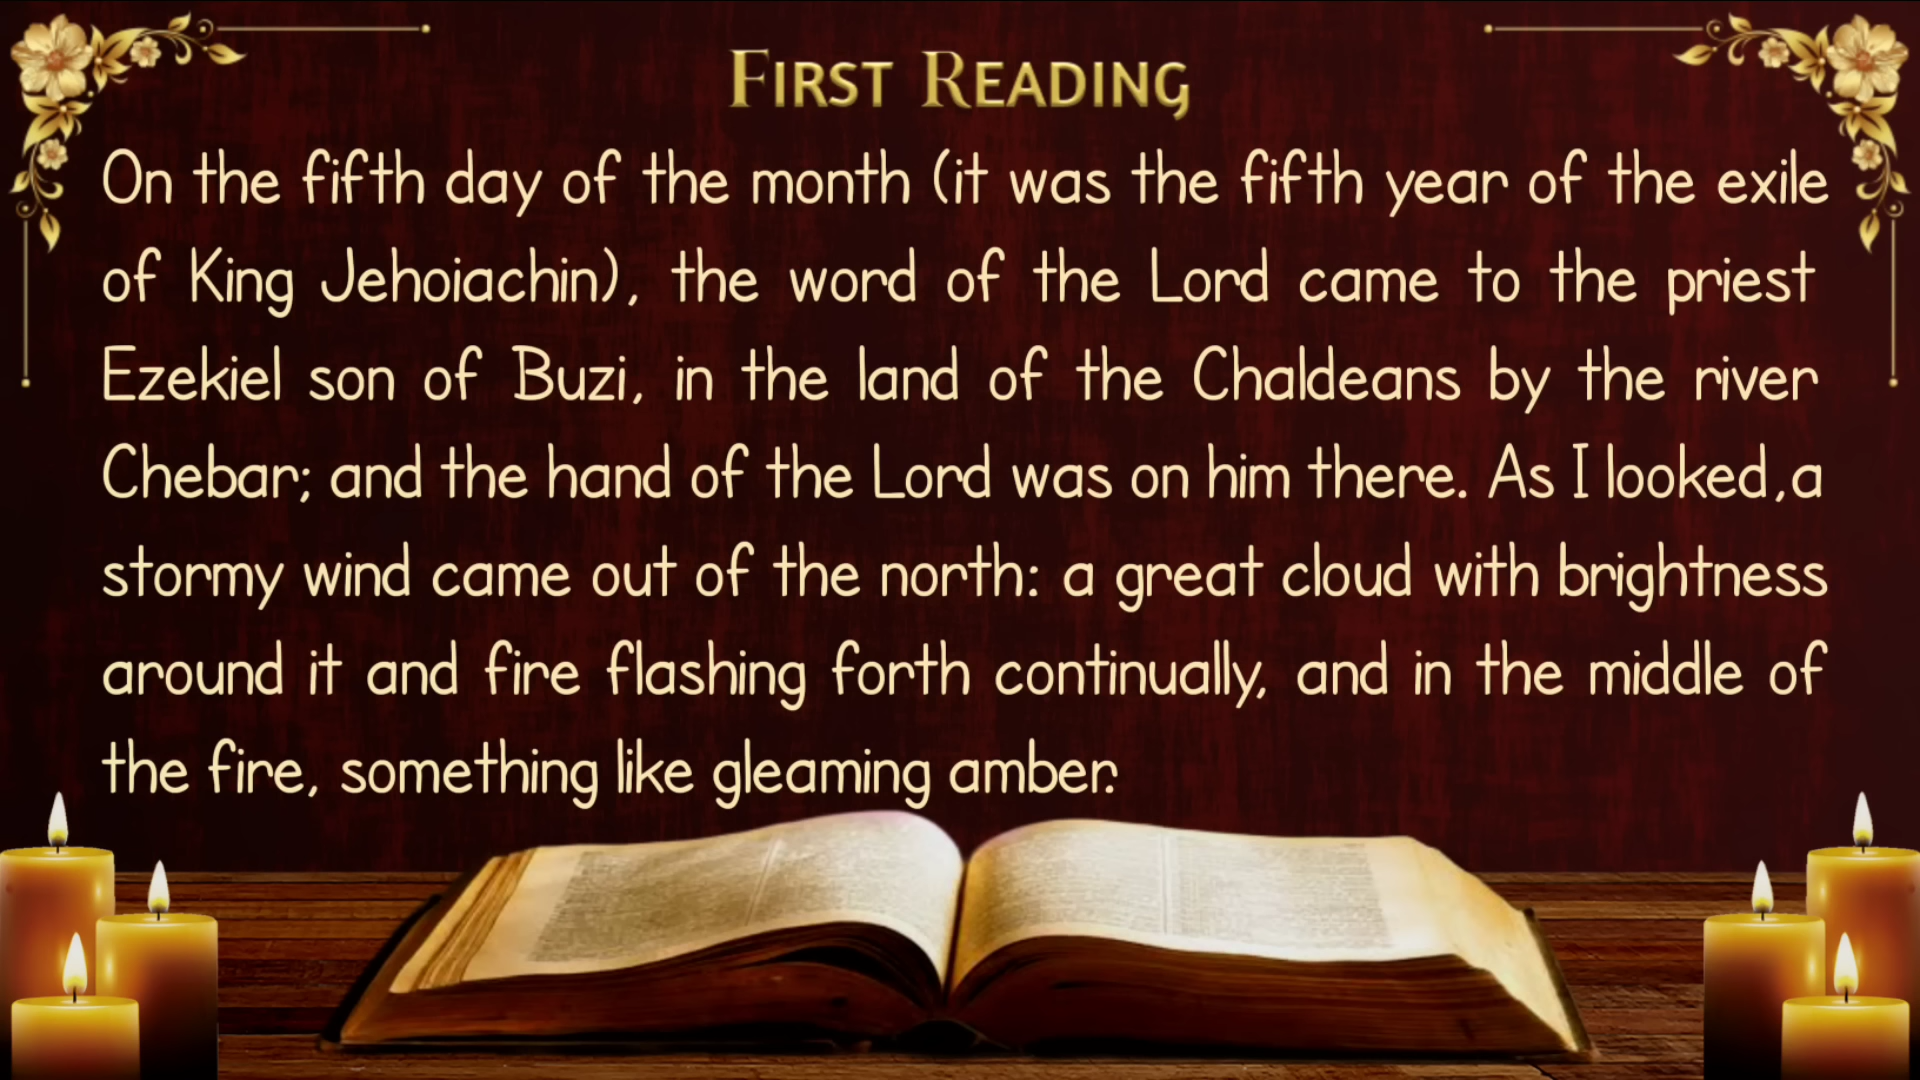 First Reading
On the fifth day of the month (it was the fifth year of the exile
of King Jehoiachin), the word of the Lord came to the priest
Ezekiel son of Buzi, in the land of the Chaldeans by the river
Chebar; and the hand of the Lord was on him there. As I looked,a
stormy wind came out of the north: a great cloud with brightness
around it and fire flashing forth continually, and in the middle of
the fire, something like gleaming amber.